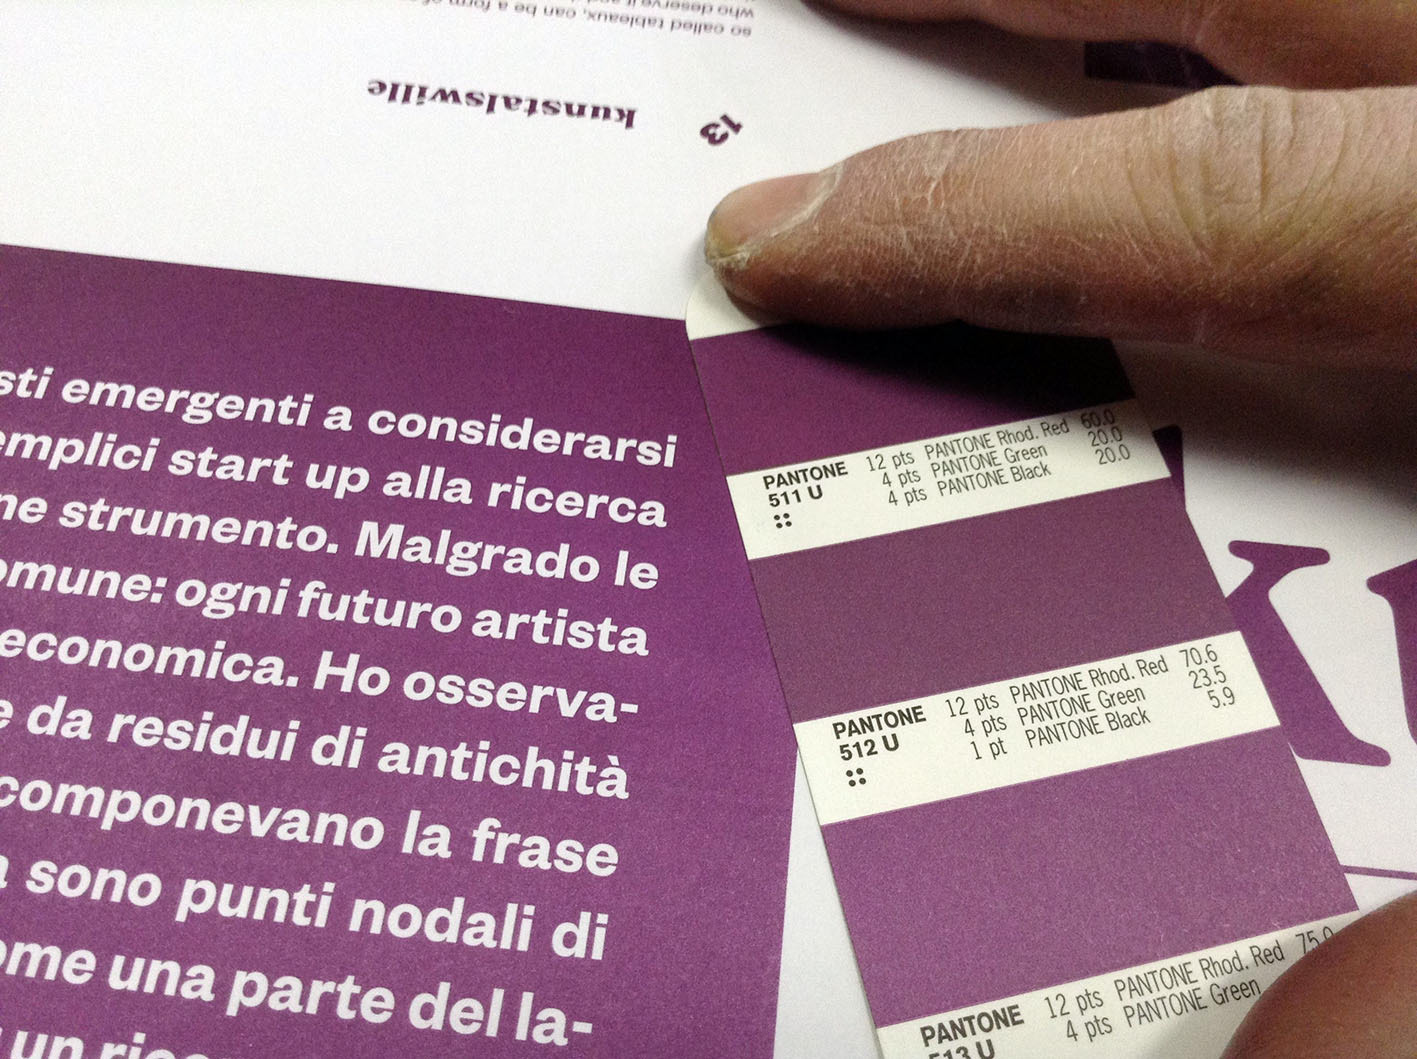 so called tableaux, can be a form of
who deserve it
kunstalswille
13
sti emergenti a considerarsi
emplici start up alla ricerca
ne strumento. Malgrado le
omune: ogni futuro artista
economica. Ho osserva-
e da residui di antichità
componevano la frase
a sono punti nodali di
ome una parte del la-
un
PANTONE 12 pts PANTONE Rhod. Red 60.0
511 U 4 pts PANTONE Green 20.0
4 pts PANTONE Black 20.0
PANTONE 12 pts PANTONE Rhod. Red 70.6
512 U 4 pts PANTONE Green 23.5
1 pt PANTONE Black 5.9
PANTONE 12 pts PANTONE Rhod. Red 75.0
513 U 4 pts PANTONE Green
K